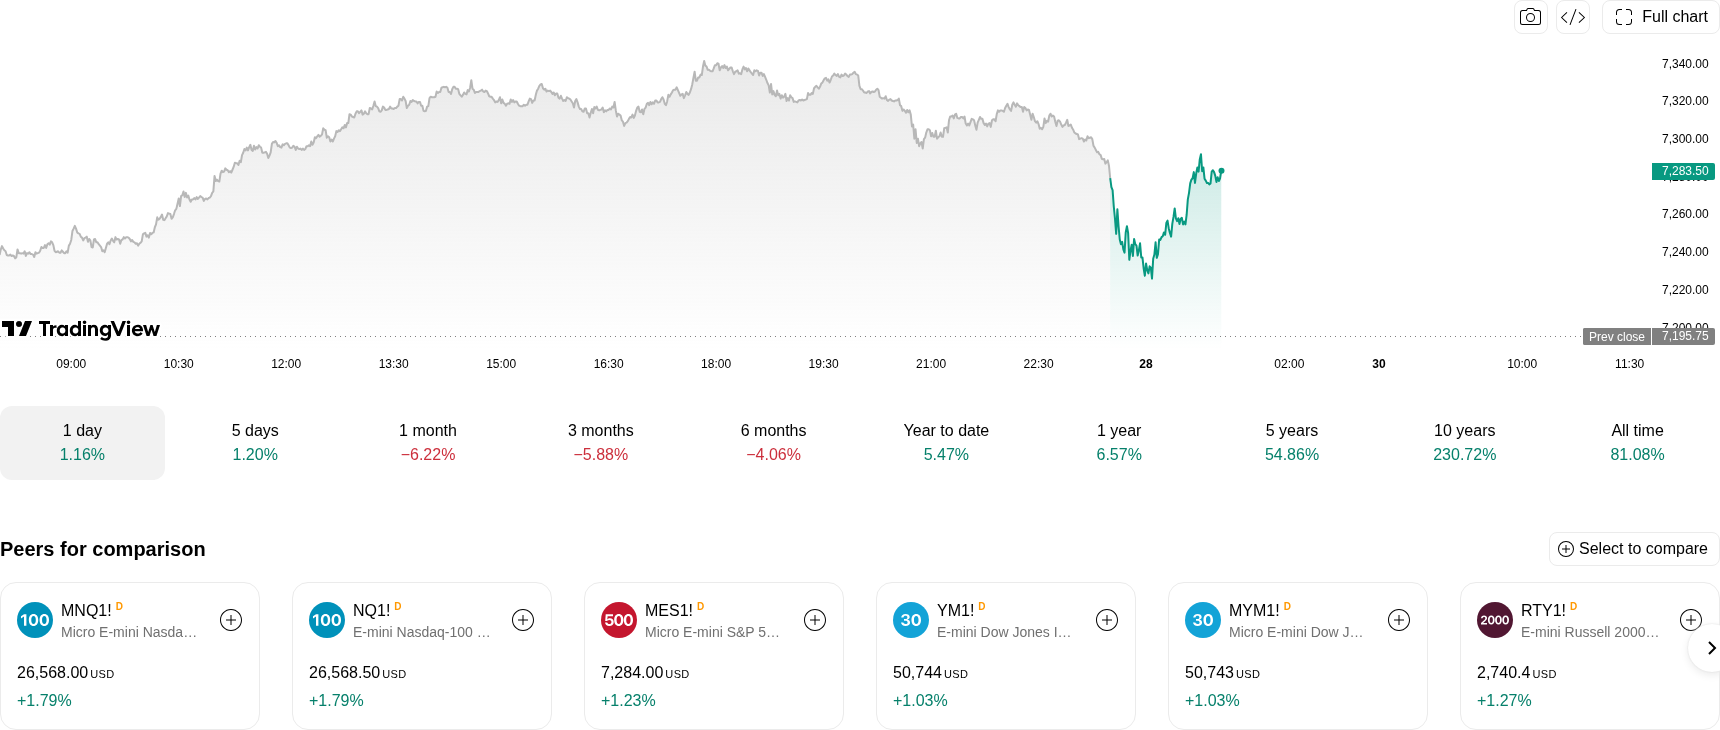 Full chart
7,340.00
7,320.00
7,300.00
7,283.50
7,260.00
7,240.00
7,220.00
7,200.00
TradingView
Prev close 7,195.75
09:00 10:30 12:00 13:30 15:00 16:30 18:00 19:30 21:00 22:30 28 02:00 30 10:00 11:30
1 day 5 days 1 month 3 months 6 months Year to date 1 year 5 years 10 years All time
1.16% 1.20% −6.22% −5.88% −4.06% 5.47% 6.57% 54.86% 230.72% 81.08%
Peers for comparison
Select to compare
100 MNQ1! D
Micro E-mini Nasda…
26,568.00 USD
+1.79%
100 NQ1! D
E-mini Nasdaq-100 …
26,568.50 USD
+1.79%
500 MES1! D
Micro E-mini S&P 5…
7,284.00 USD
+1.23%
30 YM1! D
E-mini Dow Jones I…
50,744 USD
+1.03%
30 MYM1! D
Micro E-mini Dow J…
50,743 USD
+1.03%
2000 RTY1! D
E-mini Russell 2000…
2,740.4 USD
+1.27%